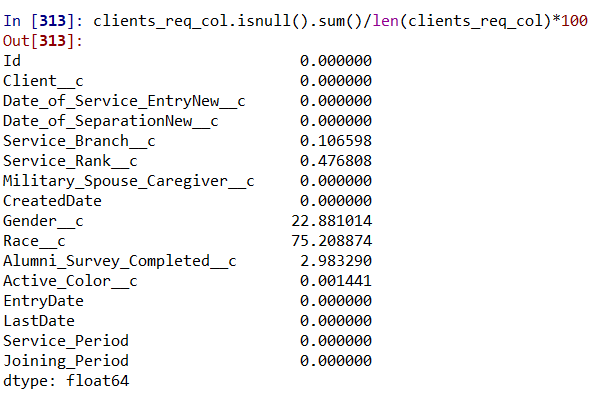 In [313]: clients_req_col.isnull().sum()/len(clients_req_col)*100
Out[313]:
Id 0.000000
Client__c 0.000000
Date_of_Service_EntryNew__c 0.000000
Date_of_SeparationNew__c 0.000000
Service_Branch__c 0.106598
Service_Rank__c 0.476808
Military_Spouse_Caregiver__c 0.000000
CreatedDate 0.000000
Gender__c 22.881014
Race__c 75.208874
Alumni_Survey_Completed__c 2.983290
Active_Color__c 0.001441
EntryDate 0.000000
LastDate 0.000000
Service_Period 0.000000
Joining_Period 0.000000
dtype: float64